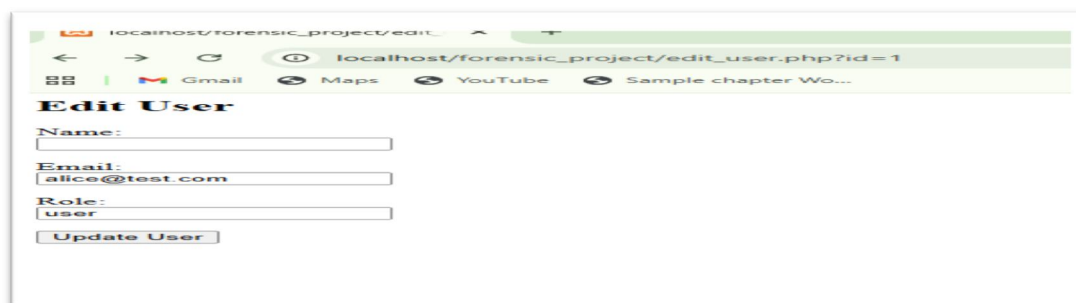 localhost/forensic_project/edit_
localhost/forensic_project/edit_user.php?id=1
Gmail Maps YouTube Sample chapter Wo...
Edit User
Name:
Email:
alice@test.com
Role:
user
Update User